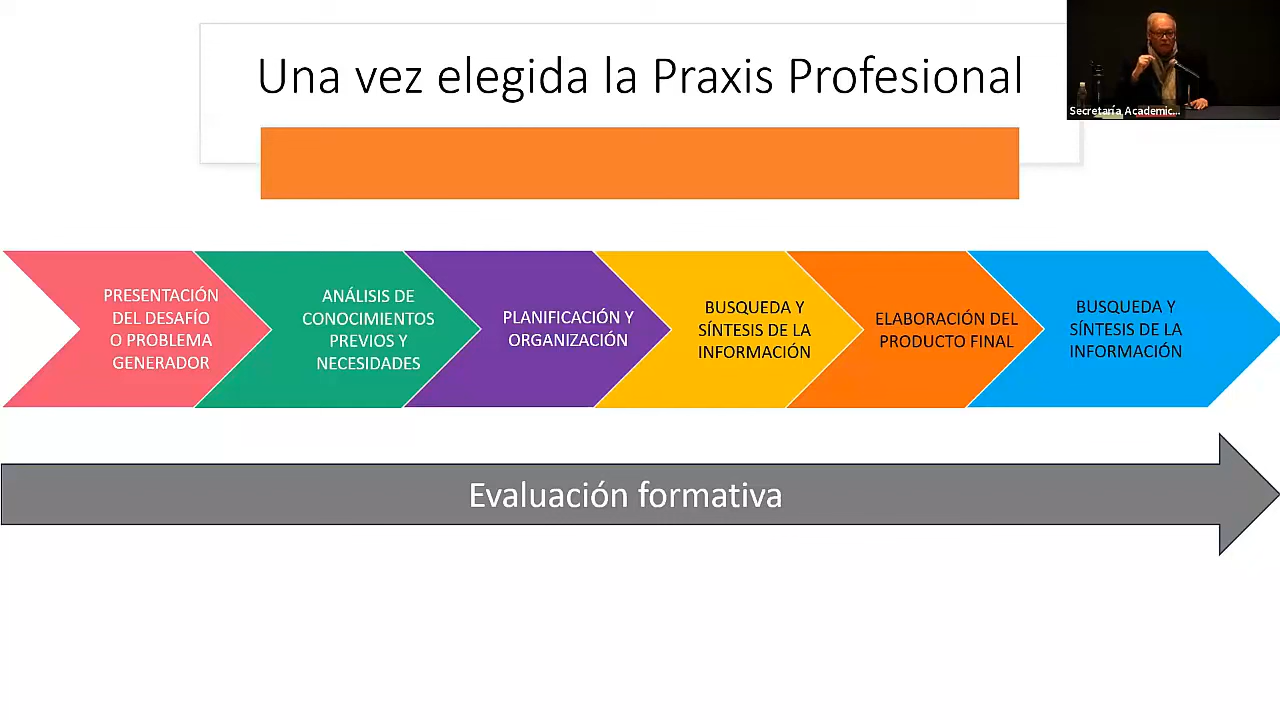 Una vez elegida la Praxis Profesional
Secretaría Academic...
PRESENTACIÓN
DEL DESAFÍO
O PROBLEMA
GENERADOR
ANÁLISIS DE
CONOCIMIENTOS
PREVIOS Y
NECESIDADES
PLANIFICACIÓN Y
ORGANIZACIÓN
BUSQUEDA Y
SÍNTESIS DE LA
INFORMACIÓN
ELABORACIÓN DEL
PRODUCTO FINAL
BUSQUEDA Y
SÍNTESIS DE LA
INFORMACIÓN
Evaluación formativa